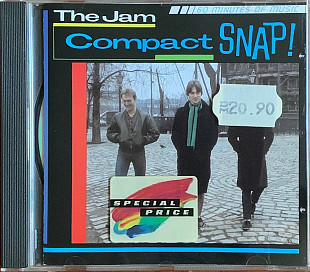 60 MINUTES OF MUSIC
The Jam
Compact SNAP!
20.90
SPECIAL
PRICE